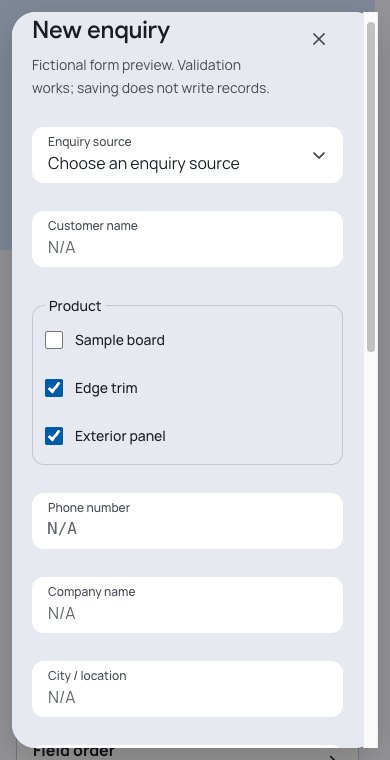 New enquiry
Fictional form preview. Validation
works; saving does not write records.
Enquiry source
Choose an enquiry source
Customer name
N/A
Product
Sample board
Edge trim
Exterior panel
Phone number
N/A
Company name
N/A
City / location
N/A
Field order